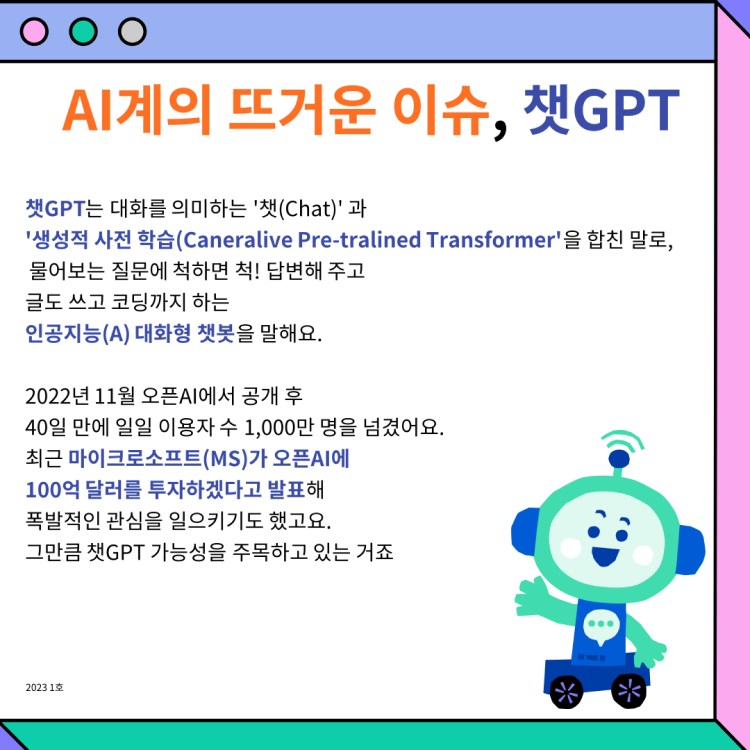 AI계의 뜨거운 이슈, 챗GPT
챗GPT는 대화를 의미하는 '챗(Chat)' 과
'생성적 사전 학습(Caneralive Pre-tralined Transformer'을 합친 말로,
물어보는 질문에 척하면 척! 답변해 주고
글도 쓰고 코딩까지 하는
인공지능(A) 대화형 챗봇을 말해요.
2022년 11월 오픈AI에서 공개 후
40일 만에 일일 이용자 수 1,000만 명을 넘겼어요.
최근 마이크로소프트(MS)가 오픈AI에
100억 달러를 투자하겠다고 발표해
폭발적인 관심을 일으키기도 했고요.
그만큼 챗GPT 가능성을 주목하고 있는 거죠
2023 1호